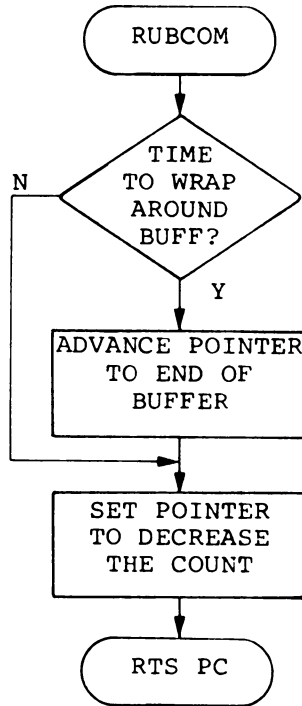 RUBCOM
TIME
TO WRAP
AROUND
BUFF?
N
Y
ADVANCE POINTER
TO END OF
BUFFER
SET POINTER
TO DECREASE
THE COUNT
RTS PC